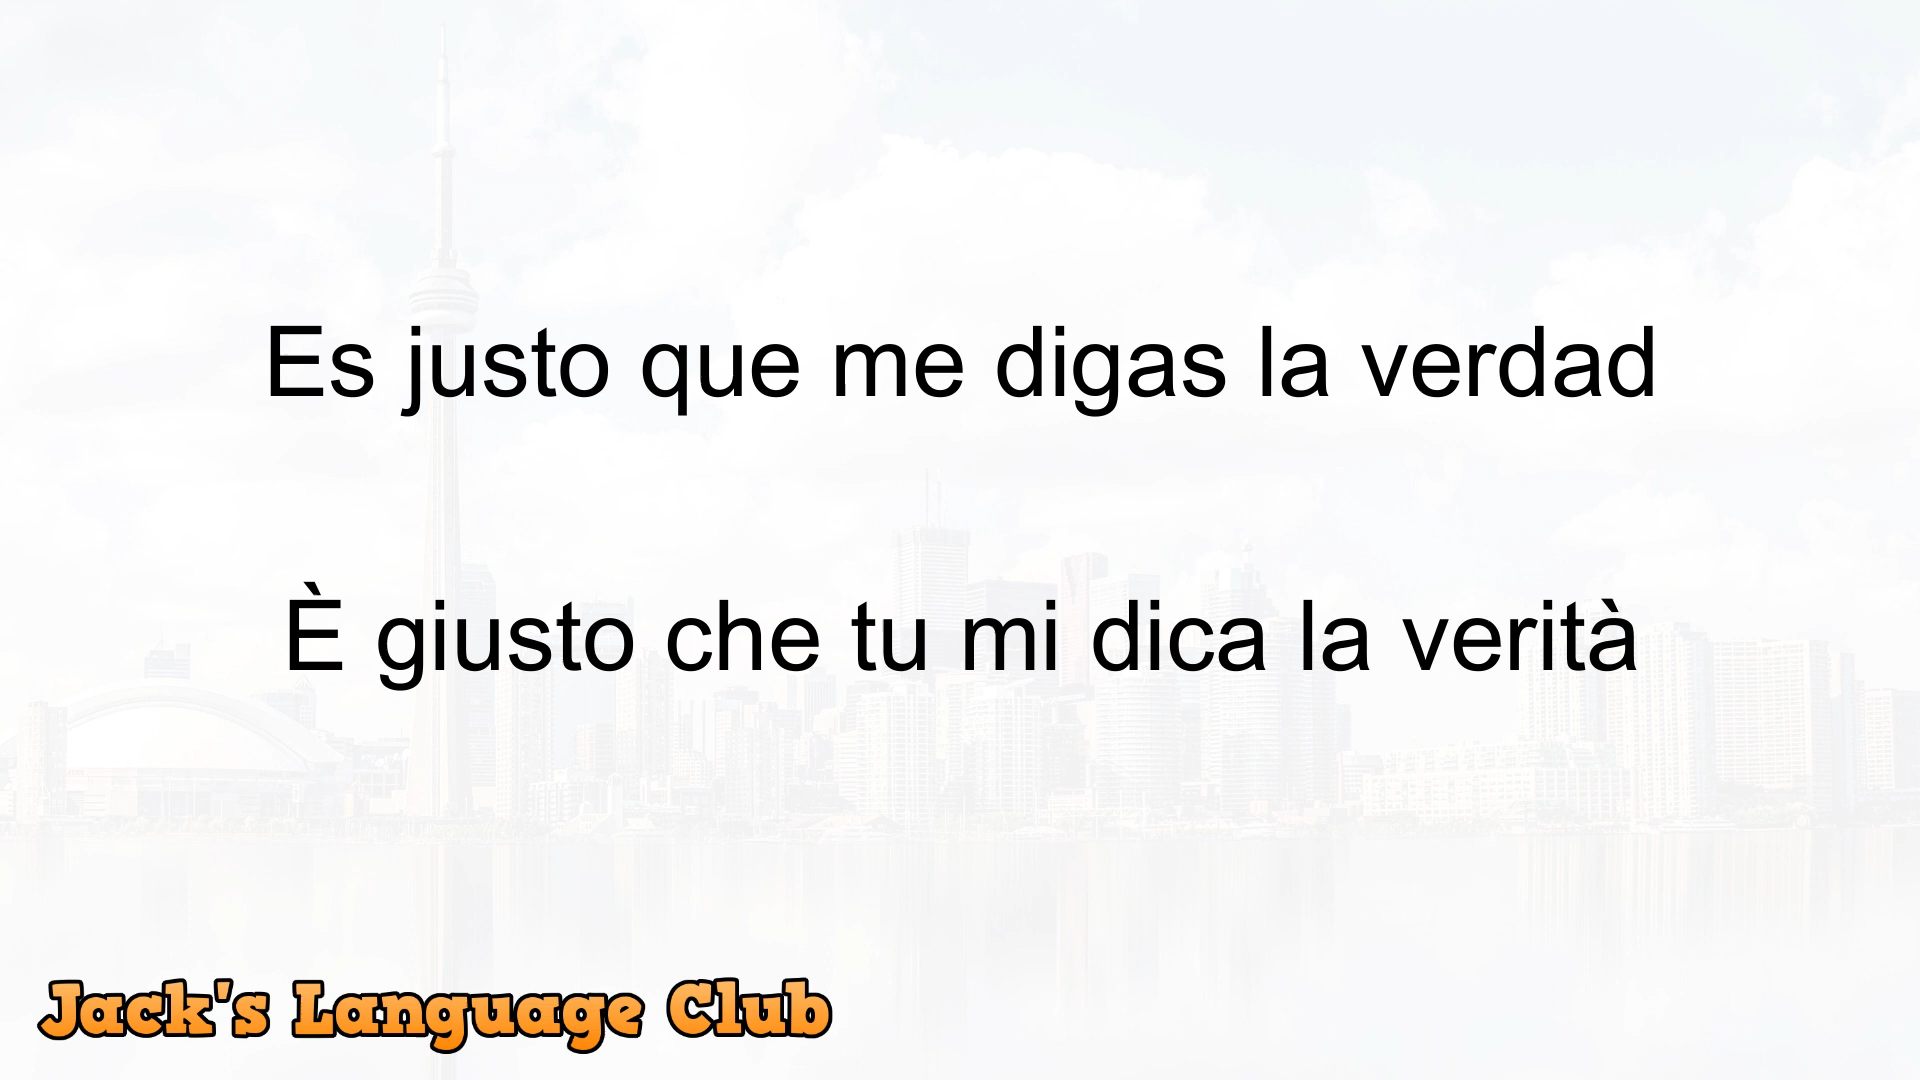 Es justo que me digas la verdad
È giusto che tu mi dica la verità
Jack's Language Club